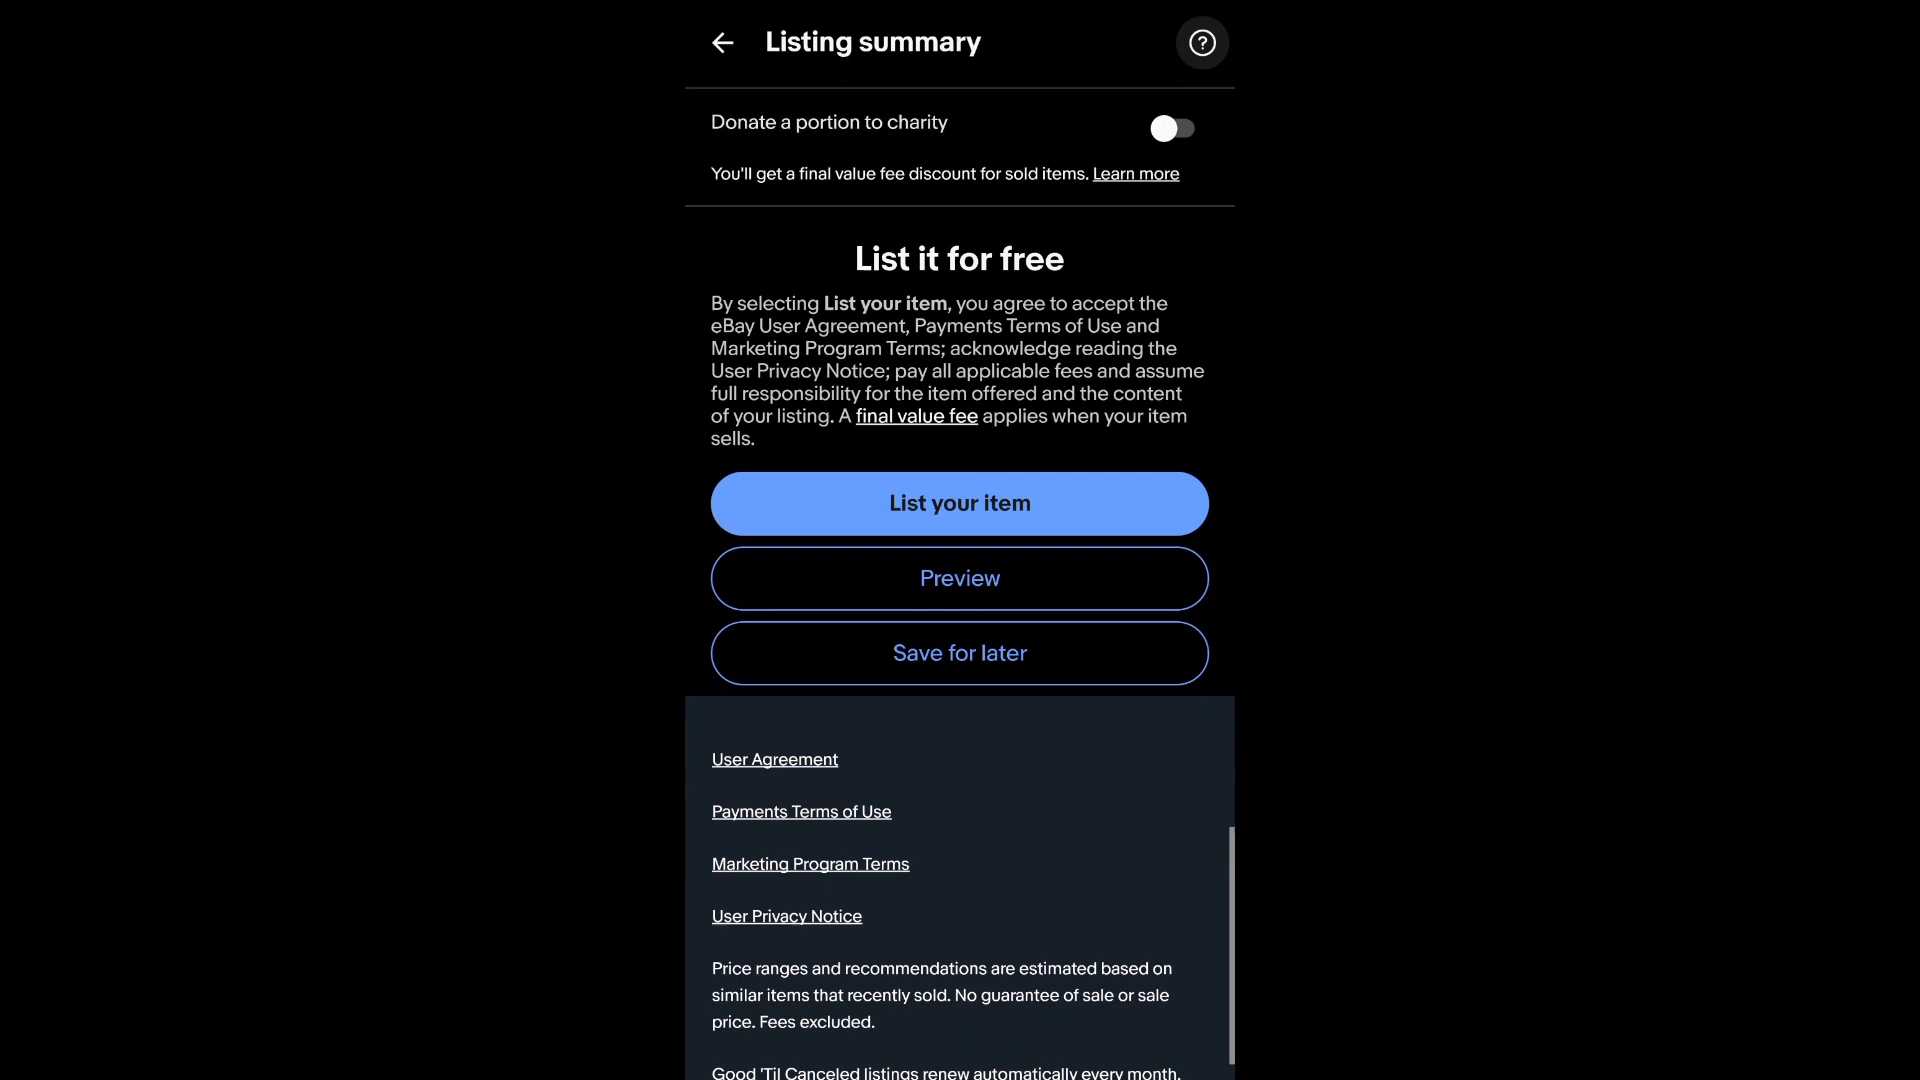 Listing summary
Donate a portion to charity
You'll get a final value fee discount for sold items. Learn more
List it for free
By selecting List your item, you agree to accept the
eBay User Agreement, Payments Terms of Use and
Marketing Program Terms; acknowledge reading the
User Privacy Notice; pay all applicable fees and assume
full responsibility for the item offered and the content
of your listing. A final value fee applies when your item
sells.
List your item
Preview
Save for later
User Agreement
Payments Terms of Use
Marketing Program Terms
User Privacy Notice
Price ranges and recommendations are estimated based on
similar items that recently sold. No guarantee of sale or sale
price. Fees excluded.
Good 'Til Canceled listings renew automatically every month,